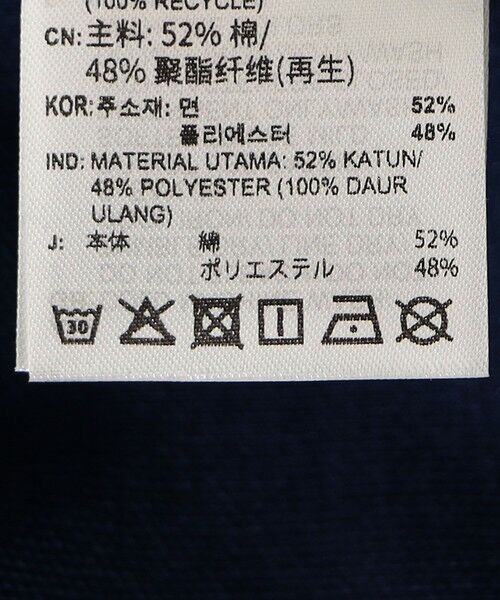 (100% RECYCLE)
CN: 主料: 52% 棉/
48% 聚酯纤维(再生)
KOR: 주소재: 면 52%
폴리에스터 48%
IND: MATERIAL UTAMA: 52% KATUN/
48% POLYESTER (100% DAUR
ULANG)
J: 本体 綿 52%
ポリエステル 48%
30